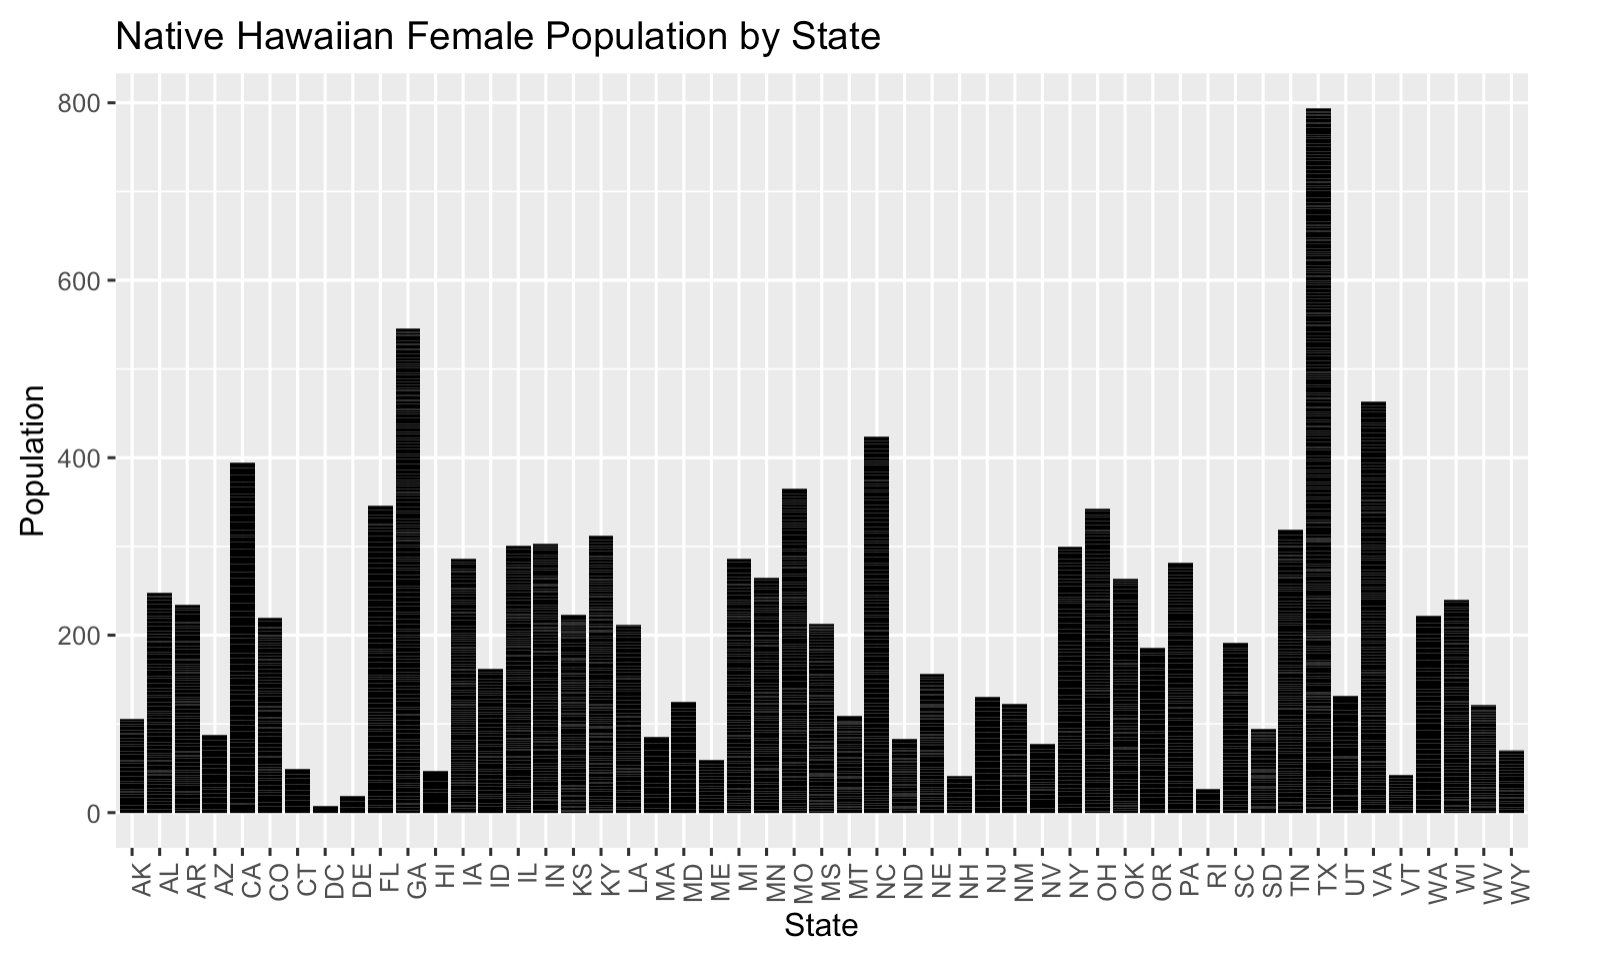 Native Hawaiian Female Population by State
Population
800
600
400
200
0
AK AL AR AZ CA CO CT DC DE FL GA HI IA ID IL IN KS KY LA MA MD ME MI MN MO MS MT NC ND NE NH NJ NM NV NY OH OK OR PA RI SC SD TN TX UT VA VT WA WI WV WY
State